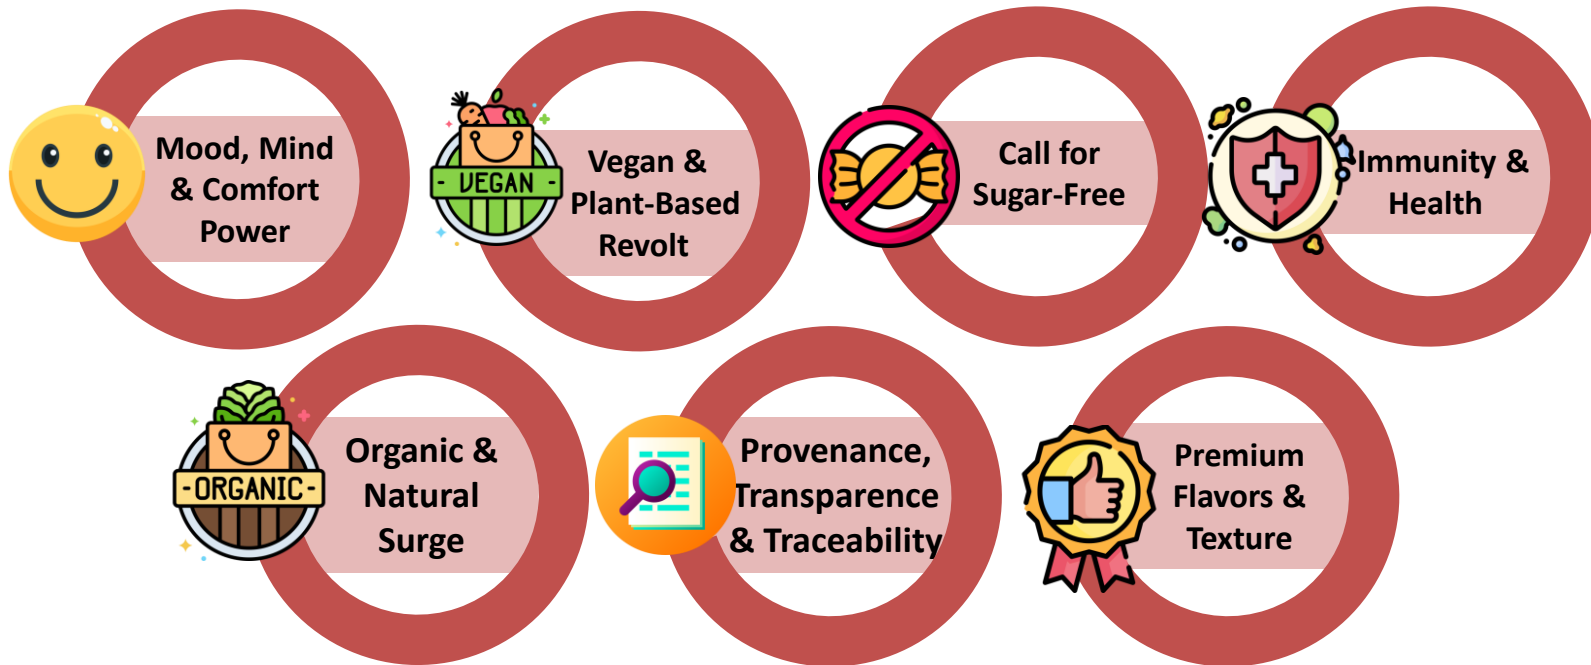 Mood, Mind
& Comfort
Power
- VEGAN -
Vegan &
Plant-Based
Revolt
Call for
Sugar-Free
Immunity &
Health
-ORGANIC-
Organic &
Natural
Surge
Provenance,
Transparence
& Traceability
Premium
Flavors &
Texture